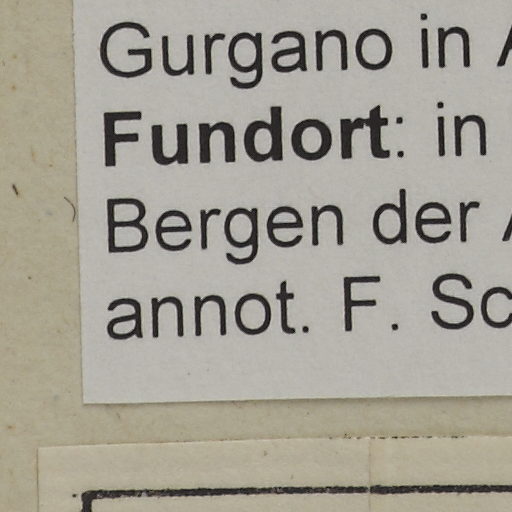 Gurgano in
Fundort: in
Bergen der
annot. F. Sc